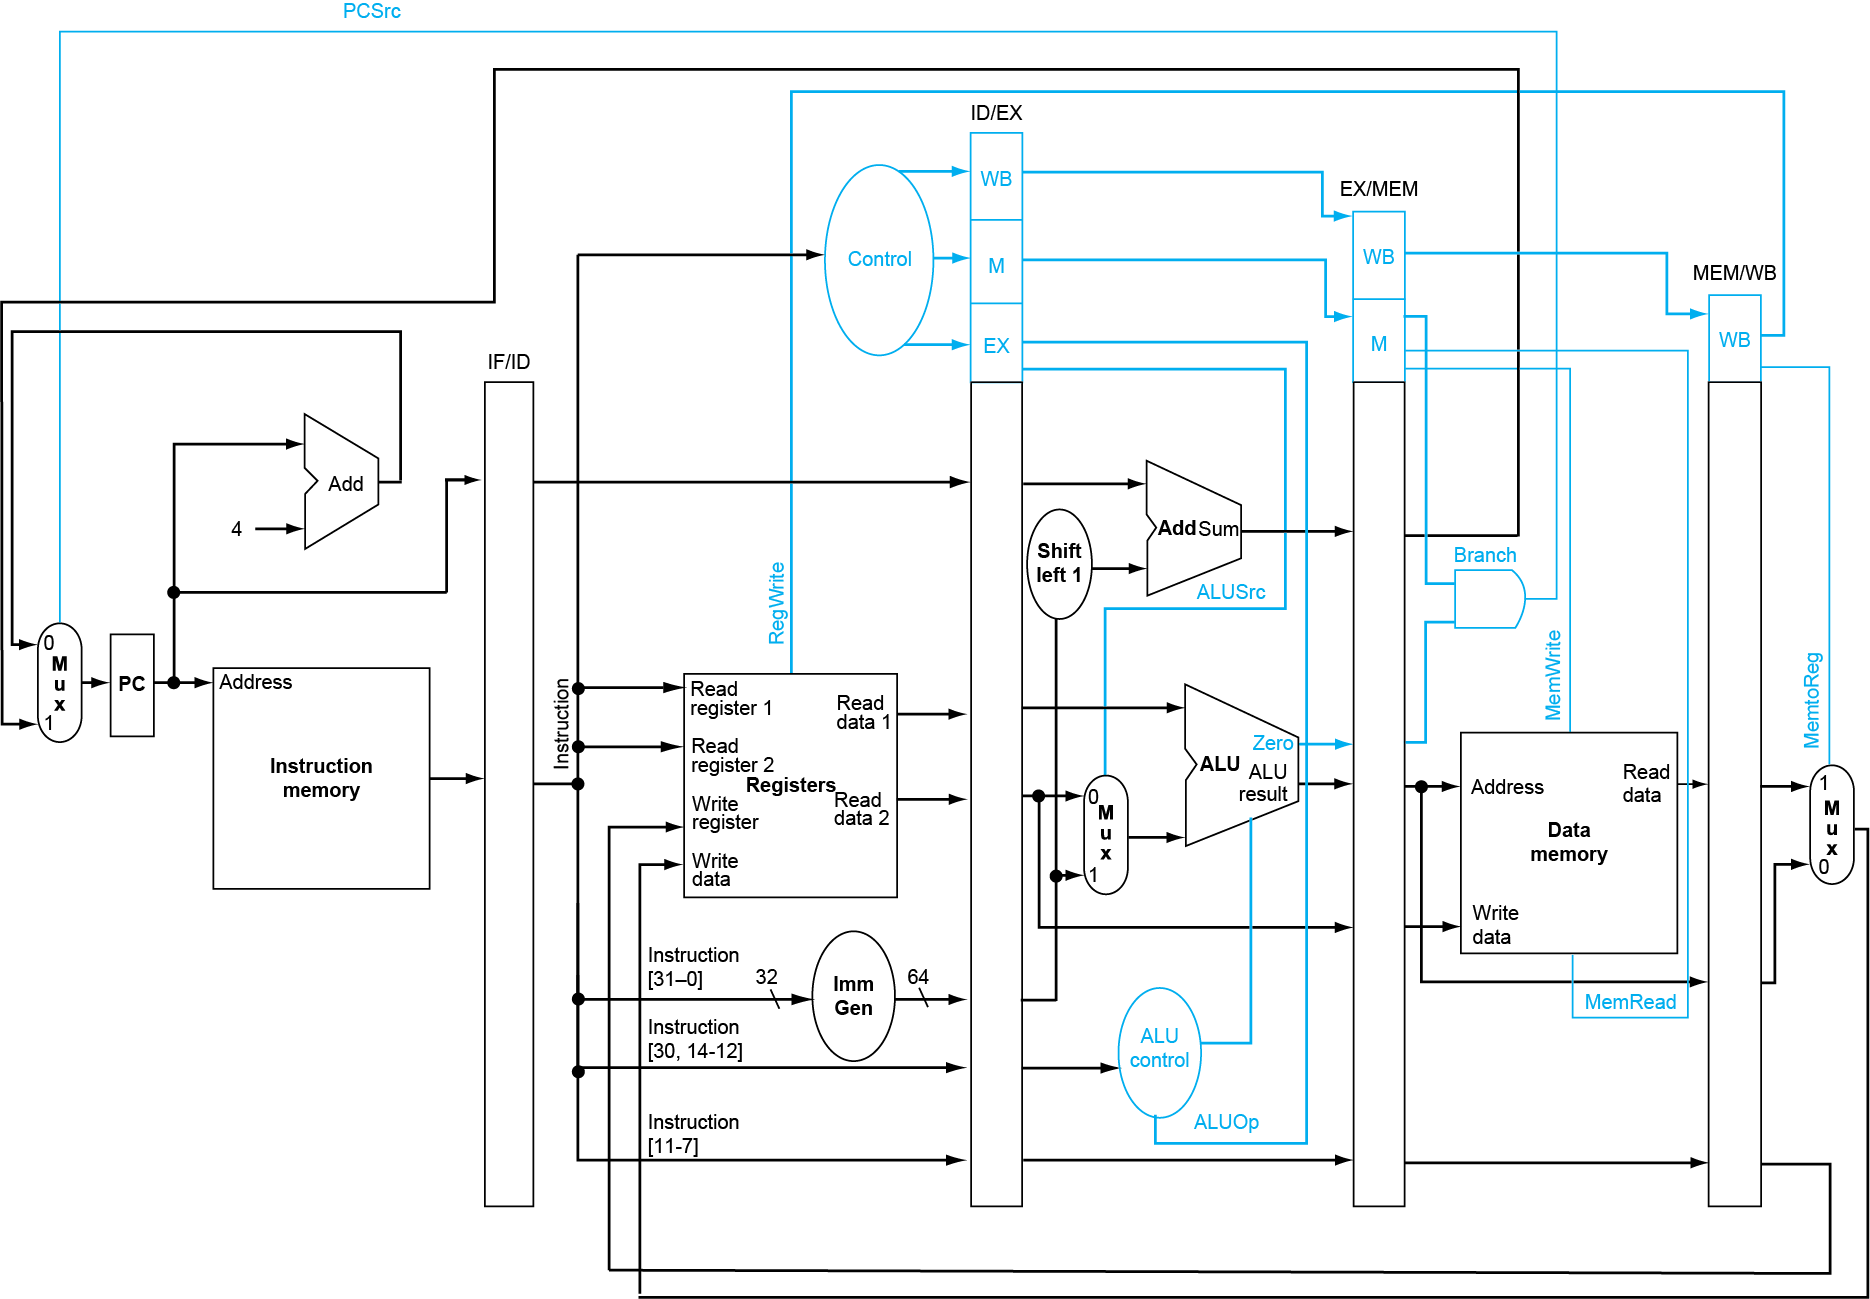 PCSrc
ID/EX
WB
Control
M
EX
EX/MEM
WB
M
MEM/WB
WB
IF/ID
Add
4
Add Sum
Shift
left 1
Branch
ALUSrc
RegWrite
MemWrite
MemtoReg
0
M
u
x
1
PC
Address
Instruction
memory
Instruction
Read
register 1
Read
register 2
Write
register
Write
data
Registers
Read
data 1
Read
data 2
0
M
u
x
1
Zero
ALU
ALU
result
Address
Read
data
Data
memory
Write
data
1
M
u
x
0
Instruction
[31–0]
32
Imm
Gen
64
Instruction
[30, 14-12]
ALU
control
MemRead
Instruction
[11-7]
ALUOp